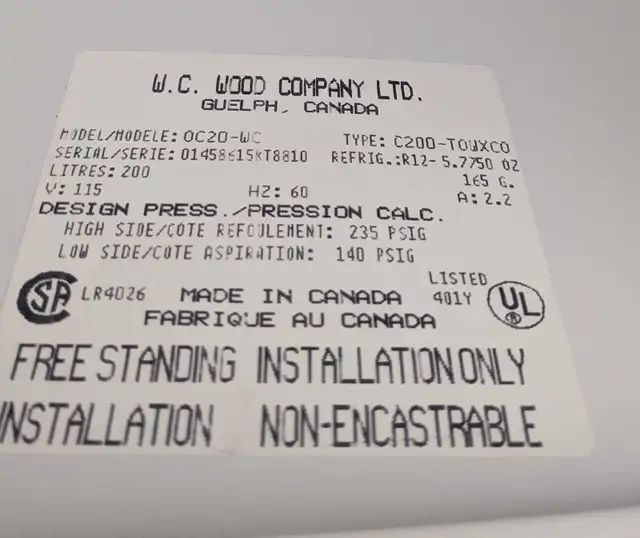 W.C. WOOD COMPANY LTD.
GUELPH, CANADA
MODEL/MODELE: OC20-WC TYPE: C200-TOWXCO
SERIAL/SERIE: 01458615KT8810 REFRIG.:R12- 5.7750 OZ
LITRES: 200 165 G.
V: 115 HZ: 60 A: 2.2
DESIGN PRESS./PRESSION CALC.
HIGH SIDE/COTE REFOULEMENT: 235 PSIG
LOW SIDE/COTE ASPIRATION: 140 PSIG
SA LR4026 MADE IN CANADA LISTED 401Y UL ®
FABRIQUE AU CANADA
FREE STANDING INSTALLATION ONLY
INSTALLATION NON-ENCASTRABLE